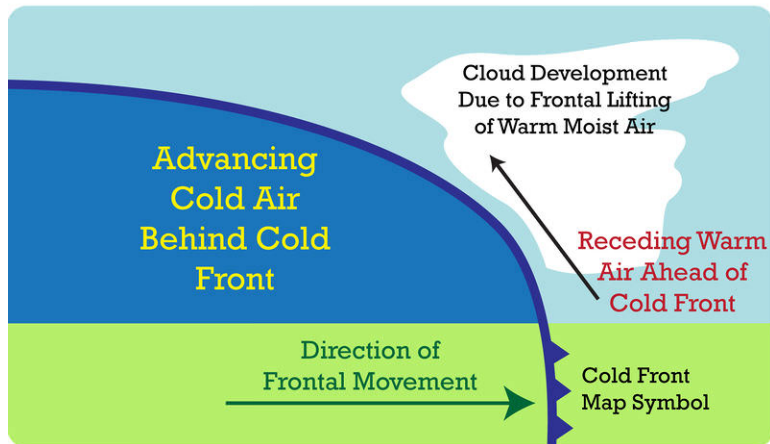 Cloud Development
Due to Frontal Lifting
of Warm Moist Air
Advancing
Cold Air
Behind Cold
Front
Receding Warm
Air Ahead of
Cold Front
Direction of
Frontal Movement
Cold Front
Map Symbol